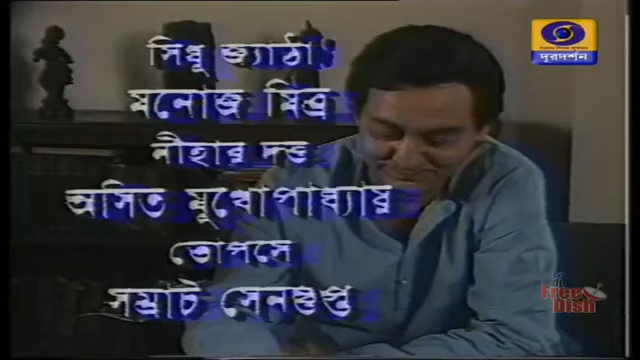 সিধু জ্যাঠা
মনোজ মিত্র
নীহার দত্ত
অসিত মুখোপাধ্যায়
তোপসে
সম্রাট সেনগুপ্ত
দূরদর্শন
Free
Dish